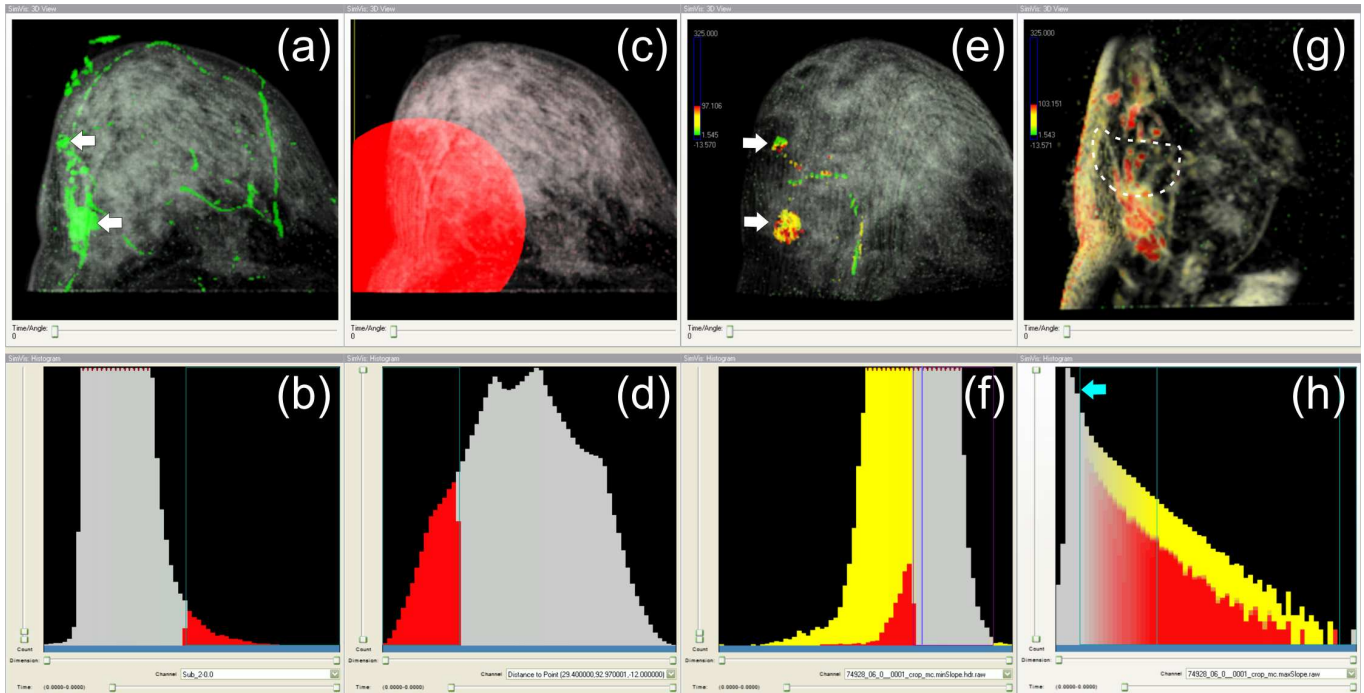 SimVis: 3D View
SimVis: 3D View
SimVis: 3D View
(a)
(c)
(e)
(g)
325.000
97.106
1.545
-13.570
325.000
103.151
1.543
-13.571
Time/Angle:
0
Time/Angle:
0
Time/Angle:
0
Time/Angle:
0
SimVis: Histogram
SimVis: Histogram
SimVis: Histogram
SimVis: Histogram
(b)
(d)
(f)
(h)
Count
Count
Count
Count
Dimension:
Dimension:
Dimension:
Dimension:
Channel Sub_2-0.0
Channel Distance to Point (29.400000,92.970001,-12.000000)
Channel 74928_06_0__0001_crop_mc.minSlope.hdr.raw
Channel 74928_06_0__0001_crop_mc.maxSlope.raw
Time: (0.0000-0.0000)
Time: (0.0000-0.0000)
Time: (0.0000-0.0000)
Time: (0.0000-0.0000)